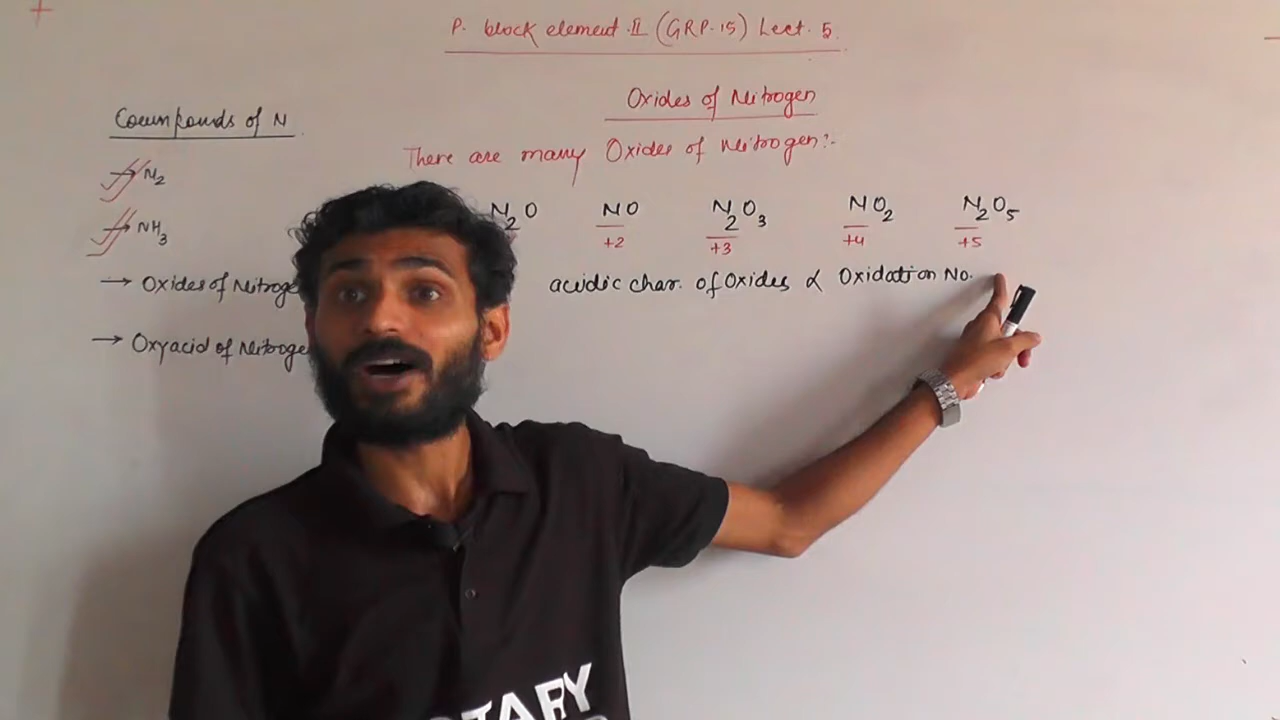 P. block element-II (GRP-15) Lect. 5
Oxides of Nitrogen
Compounds of N
There are many Oxides of Nitrogen:-
→ N₂
→ NH₃
→ Oxides of Nitroge
→ Oxyacid of Nitroge
N₂O NO N₂O₃ NO₂ N₂O₅
+2 +3 +4 +5
acidic char. of Oxides ∝ Oxidation No.